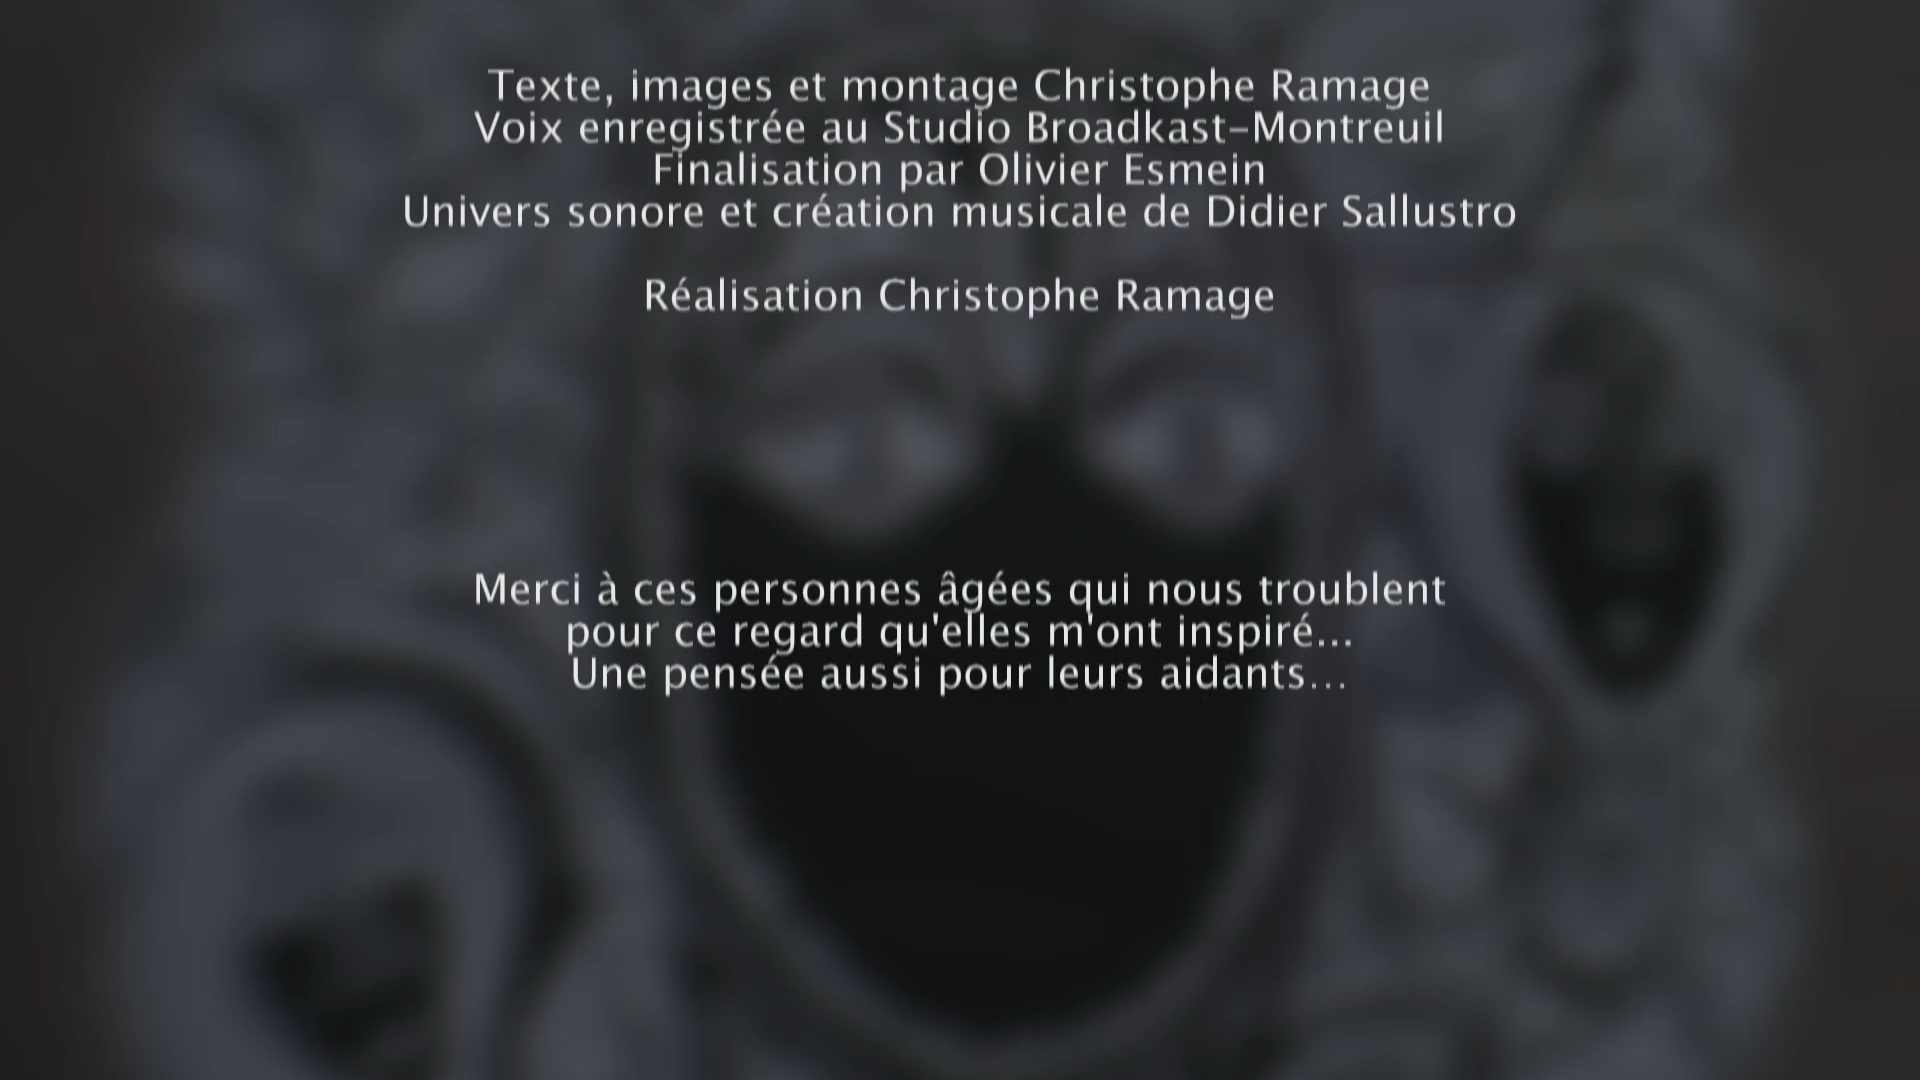 Texte, images et montage Christophe Ramage
Voix enregistrée au Studio Broadkast-Montreuil
Finalisation par Olivier Esmein
Univers sonore et création musicale de Didier Sallustro
Réalisation Christophe Ramage
Merci à ces personnes âgées qui nous troublent
pour ce regard qu'elles m'ont inspiré...
Une pensée aussi pour leurs aidants...